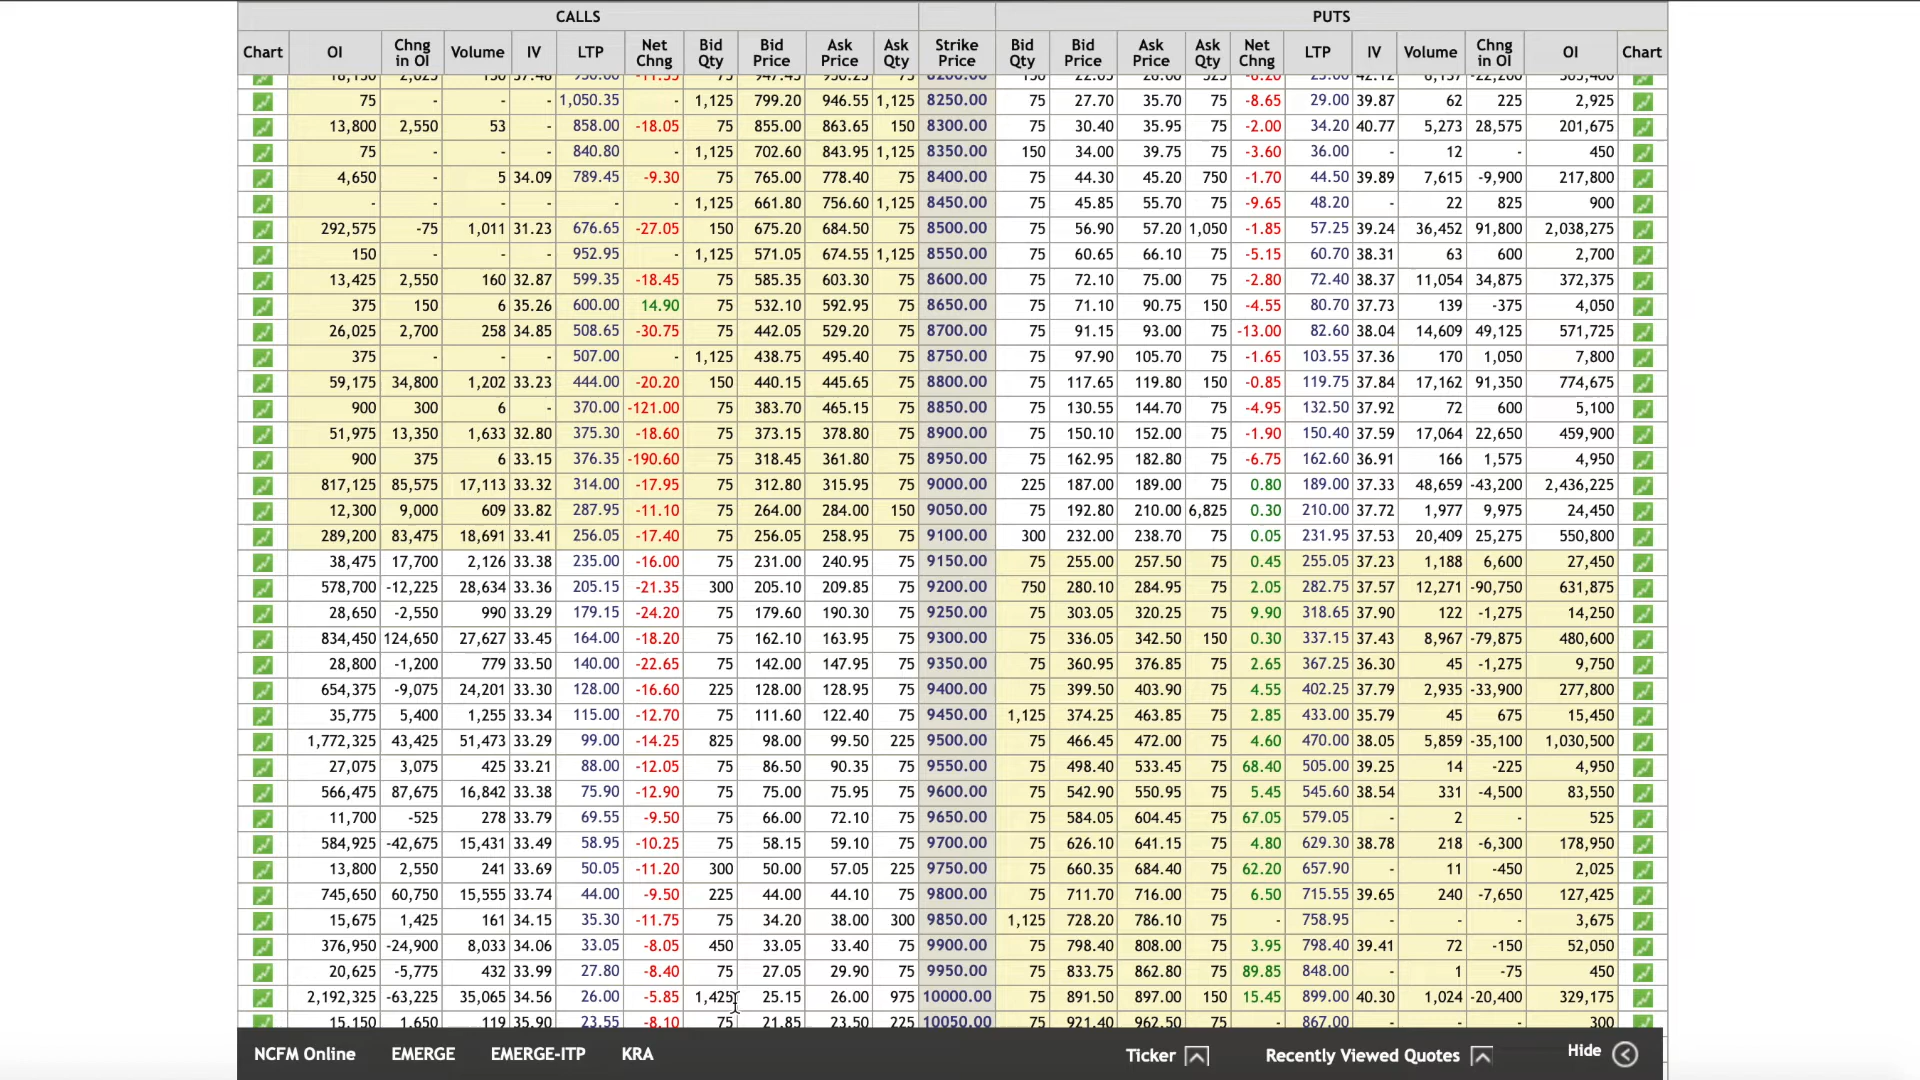 CALLS PUTS
Chart OI Chng in OI Volume IV LTP Net Chng Bid Qty Bid Price Ask Price Ask Qty Strike Price Bid Qty Bid Price Ask Price Ask Qty Net Chng LTP IV Volume Chng in OI OI Chart
75 - - - 1,050.35 - 1,125 799.20 946.55 1,125 8250.00 75 27.70 35.70 75 -8.65 29.00 39.87 62 225 2,925
13,800 2,550 53 - 858.00 -18.05 75 855.00 863.65 150 8300.00 75 30.40 35.95 75 -2.00 34.20 40.77 5,273 28,575 201,675
75 - - - 840.80 - 1,125 702.60 843.95 1,125 8350.00 150 34.00 39.75 75 -3.60 36.00 - 12 - 450
4,650 - 5 34.09 789.45 -9.30 75 765.00 778.40 75 8400.00 75 44.30 45.20 750 -1.70 44.50 39.89 7,615 -9,900 217,800
- - - - - - 1,125 661.80 756.60 1,125 8450.00 75 45.85 55.70 75 -9.65 48.20 - 22 825 900
292,575 -75 1,011 31.23 676.65 -27.05 150 675.20 684.50 75 8500.00 75 56.90 57.20 1,050 -1.85 57.25 39.24 36,452 91,800 2,038,275
150 - - - 952.95 - 1,125 571.05 674.55 1,125 8550.00 75 60.65 66.10 75 -5.15 60.70 38.31 63 600 2,700
13,425 2,550 160 32.87 599.35 -18.45 75 585.35 603.30 75 8600.00 75 72.10 75.00 75 -2.80 72.40 38.37 11,054 34,875 372,375
375 150 6 35.26 600.00 14.90 75 532.10 592.95 75 8650.00 75 71.10 90.75 150 -4.55 80.70 37.73 139 -375 4,050
26,025 2,700 258 34.85 508.65 -30.75 75 442.05 529.20 75 8700.00 75 91.15 93.00 75 -13.00 82.60 38.04 14,609 49,125 571,725
375 - - - 507.00 - 1,125 438.75 495.40 75 8750.00 75 97.90 105.70 75 -1.65 103.55 37.36 170 1,050 7,800
59,175 34,800 1,202 33.23 444.00 -20.20 150 440.15 445.65 75 8800.00 75 117.65 119.80 150 -0.85 119.75 37.84 17,162 91,350 774,675
900 300 6 - 370.00 -121.00 75 383.70 465.15 75 8850.00 75 130.55 144.70 75 -4.95 132.50 37.92 72 600 5,100
51,975 13,350 1,633 32.80 375.30 -18.60 75 373.15 378.80 75 8900.00 75 150.10 152.00 75 -1.90 150.40 37.59 17,064 22,650 459,900
900 375 6 33.15 376.35 -190.60 75 318.45 361.80 75 8950.00 75 162.95 182.80 75 -6.75 162.60 36.91 166 1,575 4,950
817,125 85,575 17,113 33.32 314.00 -17.95 75 312.80 315.95 75 9000.00 225 187.00 189.00 75 0.80 189.00 37.33 48,659 -43,200 2,436,225
12,300 9,000 609 33.82 287.95 -11.10 75 264.00 284.00 150 9050.00 75 192.80 210.00 6,825 0.30 210.00 37.72 1,977 9,975 24,450
289,200 83,475 18,691 33.41 256.05 -17.40 75 256.05 258.95 75 9100.00 300 232.00 238.70 75 0.05 231.95 37.53 20,409 25,275 550,800
38,475 17,700 2,126 33.38 235.00 -16.00 75 231.00 240.95 75 9150.00 75 255.00 257.50 75 0.45 255.05 37.23 1,188 6,600 27,450
578,700 -12,225 28,634 33.36 205.15 -21.35 300 205.10 209.85 75 9200.00 750 280.10 284.95 75 2.05 282.75 37.57 12,271 -90,750 631,875
28,650 -2,550 990 33.29 179.15 -24.20 75 179.60 190.30 75 9250.00 75 303.05 320.25 75 9.90 318.65 37.90 122 -1,275 14,250
834,450 124,650 27,627 33.45 164.00 -18.20 75 162.10 163.95 75 9300.00 75 336.05 342.50 150 0.30 337.15 37.43 8,967 -79,875 480,600
28,800 -1,200 779 33.50 140.00 -22.65 75 142.00 147.95 75 9350.00 75 360.95 376.85 75 2.65 367.25 36.30 45 -1,275 9,750
654,375 -9,075 24,201 33.30 128.00 -16.60 225 128.00 128.95 75 9400.00 75 399.50 403.90 75 4.55 402.25 37.79 2,935 -33,900 277,800
35,775 5,400 1,255 33.34 115.00 -12.70 75 111.60 122.40 75 9450.00 1,125 374.25 463.85 75 2.85 433.00 35.79 45 675 15,450
1,772,325 43,425 51,473 33.29 99.00 -14.25 825 98.00 99.50 225 9500.00 75 466.45 472.00 75 4.60 470.00 38.05 5,859 -35,100 1,030,500
27,075 3,075 425 33.21 88.00 -12.05 75 86.50 90.35 75 9550.00 75 498.40 533.45 75 68.40 505.00 39.25 14 -225 4,950
566,475 87,675 16,842 33.38 75.90 -12.90 75 75.00 75.95 75 9600.00 75 542.90 550.95 75 5.45 545.60 38.54 331 -4,500 83,550
11,700 -525 278 33.79 69.55 -9.50 75 66.00 72.10 75 9650.00 75 584.05 604.45 75 67.05 579.05 - 2 - 525
584,925 -42,675 15,431 33.49 58.95 -10.25 75 58.15 59.10 75 9700.00 75 626.10 641.15 75 4.80 629.30 38.78 218 -6,300 178,950
13,800 2,550 241 33.69 50.05 -11.20 300 50.00 57.05 225 9750.00 75 660.35 684.40 75 62.20 657.90 - 11 -450 2,025
745,650 60,750 15,555 33.74 44.00 -9.50 225 44.00 44.10 75 9800.00 75 711.70 716.00 75 6.50 715.55 39.65 240 -7,650 127,425
15,675 1,425 161 34.15 35.30 -11.75 75 34.20 38.00 300 9850.00 1,125 728.20 786.10 75 - 758.95 - - - 3,675
376,950 -24,900 8,033 34.06 33.05 -8.05 450 33.05 33.40 75 9900.00 75 798.40 808.00 75 3.95 798.40 39.41 72 -150 52,050
20,625 -5,775 432 33.99 27.80 -8.40 75 27.05 29.90 75 9950.00 75 833.75 862.80 75 89.85 848.00 - 1 -75 450
2,192,325 -63,225 35,065 34.56 26.00 -5.85 1,425 25.15 26.00 975 10000.00 75 891.50 897.00 150 15.45 899.00 40.30 1,024 -20,400 329,175
15,150 1,650 119 35.90 23.55 -8.10 75 21.85 23.50 225 10050.00 75 921.40 962.50 75 - 867.00 - - - 300
NCFM Online EMERGE EMERGE-ITP KRA Ticker Recently Viewed Quotes Hide